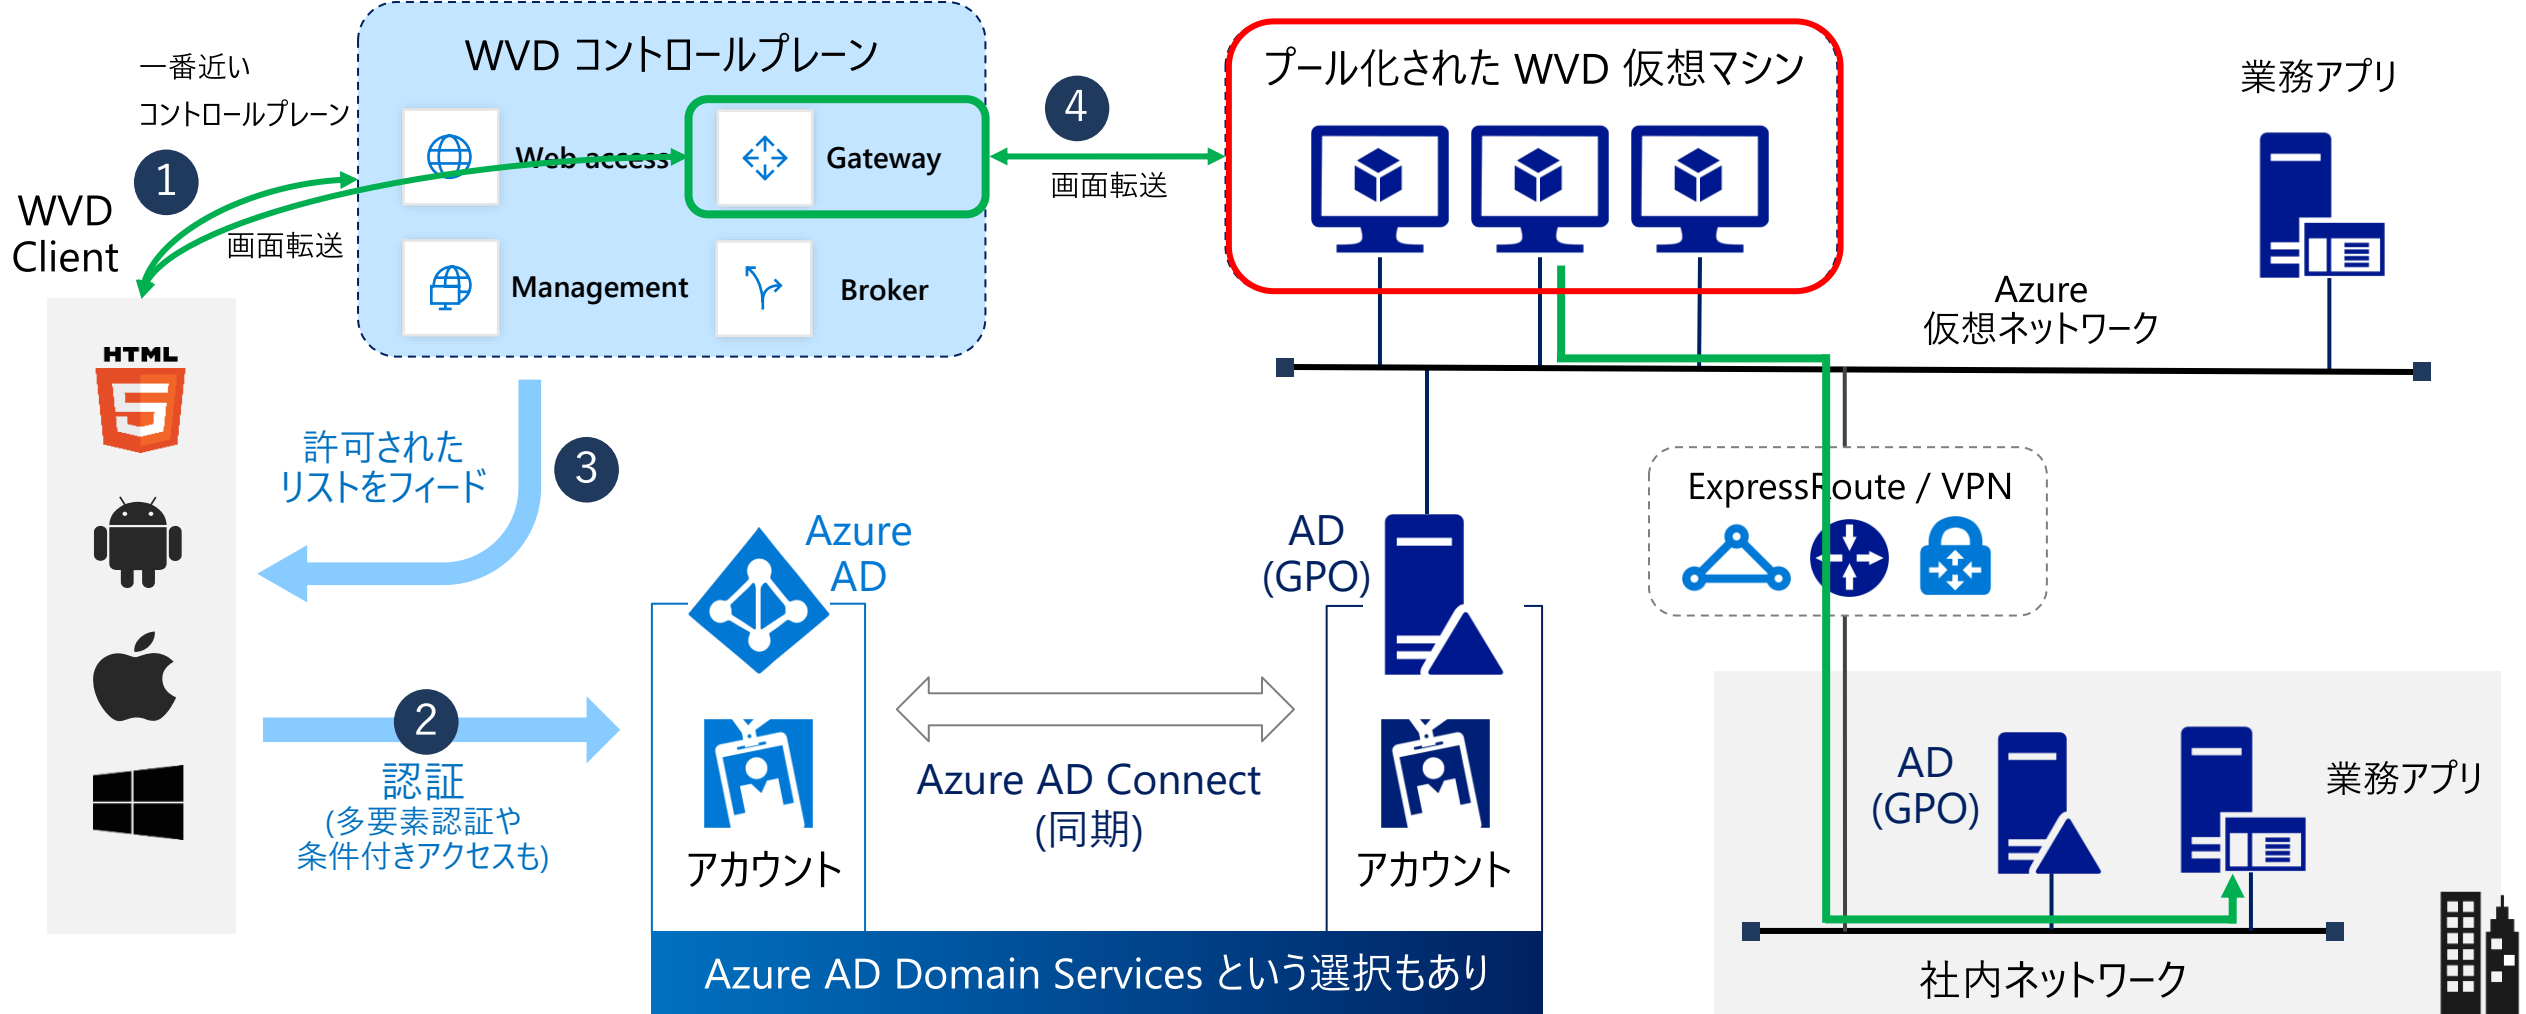 WVD コントロールプレーン
一番近い
コントロールプレーン
1
WVD
Client
画面転送
Web access
Gateway
Management
Broker
4
画面転送
プール化された WVD 仮想マシン
業務アプリ
Azure
仮想ネットワーク
HTML
5
許可された
リストをフィード
3
2
認証
(多要素認証や
条件付きアクセスも)
Azure
AD
アカウント
Azure AD Connect
(同期)
AD
(GPO)
アカウント
Azure AD Domain Services という選択もあり
ExpressRoute / VPN
AD
(GPO)
業務アプリ
社内ネットワーク